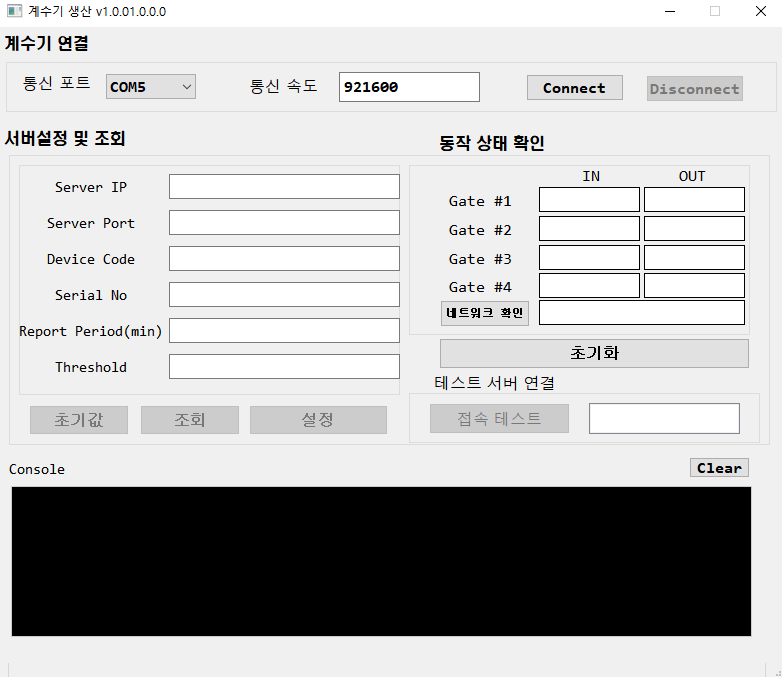 계수기 생산 v1.0.01.0.0.0
계수기 연결
통신 포트 COM5 통신 속도 921600 Connect Disconnect
서버설정 및 조회
Server IP
Server Port
Device Code
Serial No
Report Period(min)
Threshold
초기값 조회 설정
동작 상태 확인
IN OUT
Gate #1
Gate #2
Gate #3
Gate #4
네트워크 확인
초기화
테스트 서버 연결
접속 테스트
Console Clear